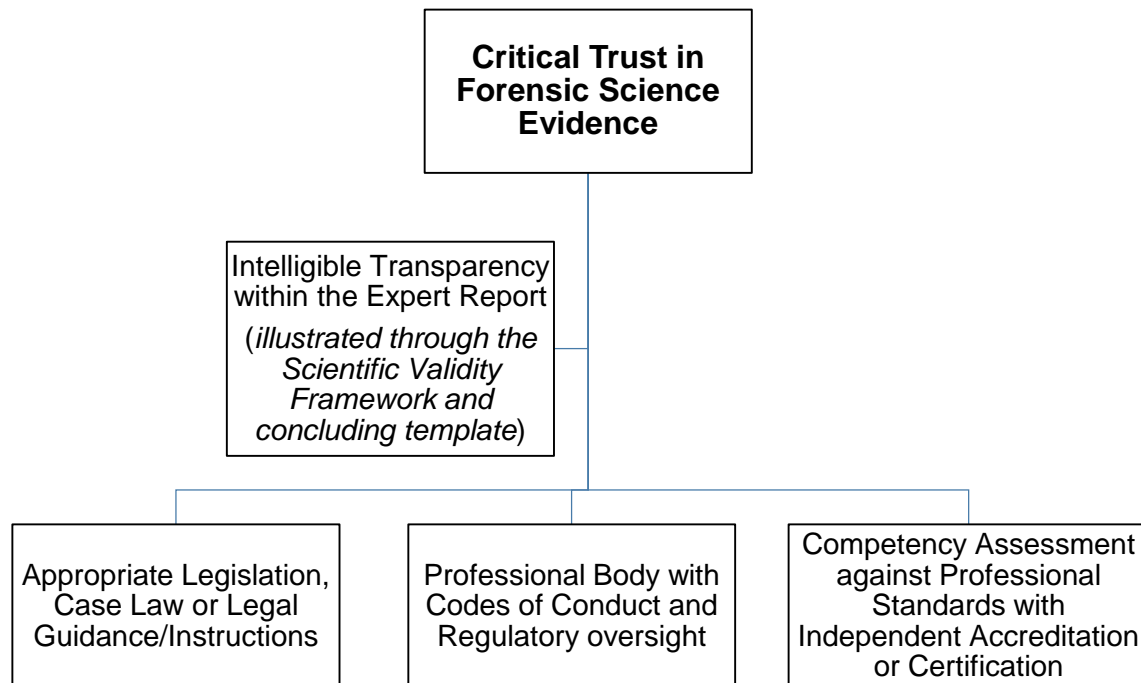 Critical Trust in
Forensic Science
Evidence
Intelligible Transparency
within the Expert Report
(illustrated through the
Scientific Validity
Framework and
concluding template)
Appropriate Legislation,
Case Law or Legal
Guidance/Instructions
Professional Body with
Codes of Conduct and
Regulatory oversight
Competency Assessment
against Professional
Standards with
Independent Accreditation
or Certification